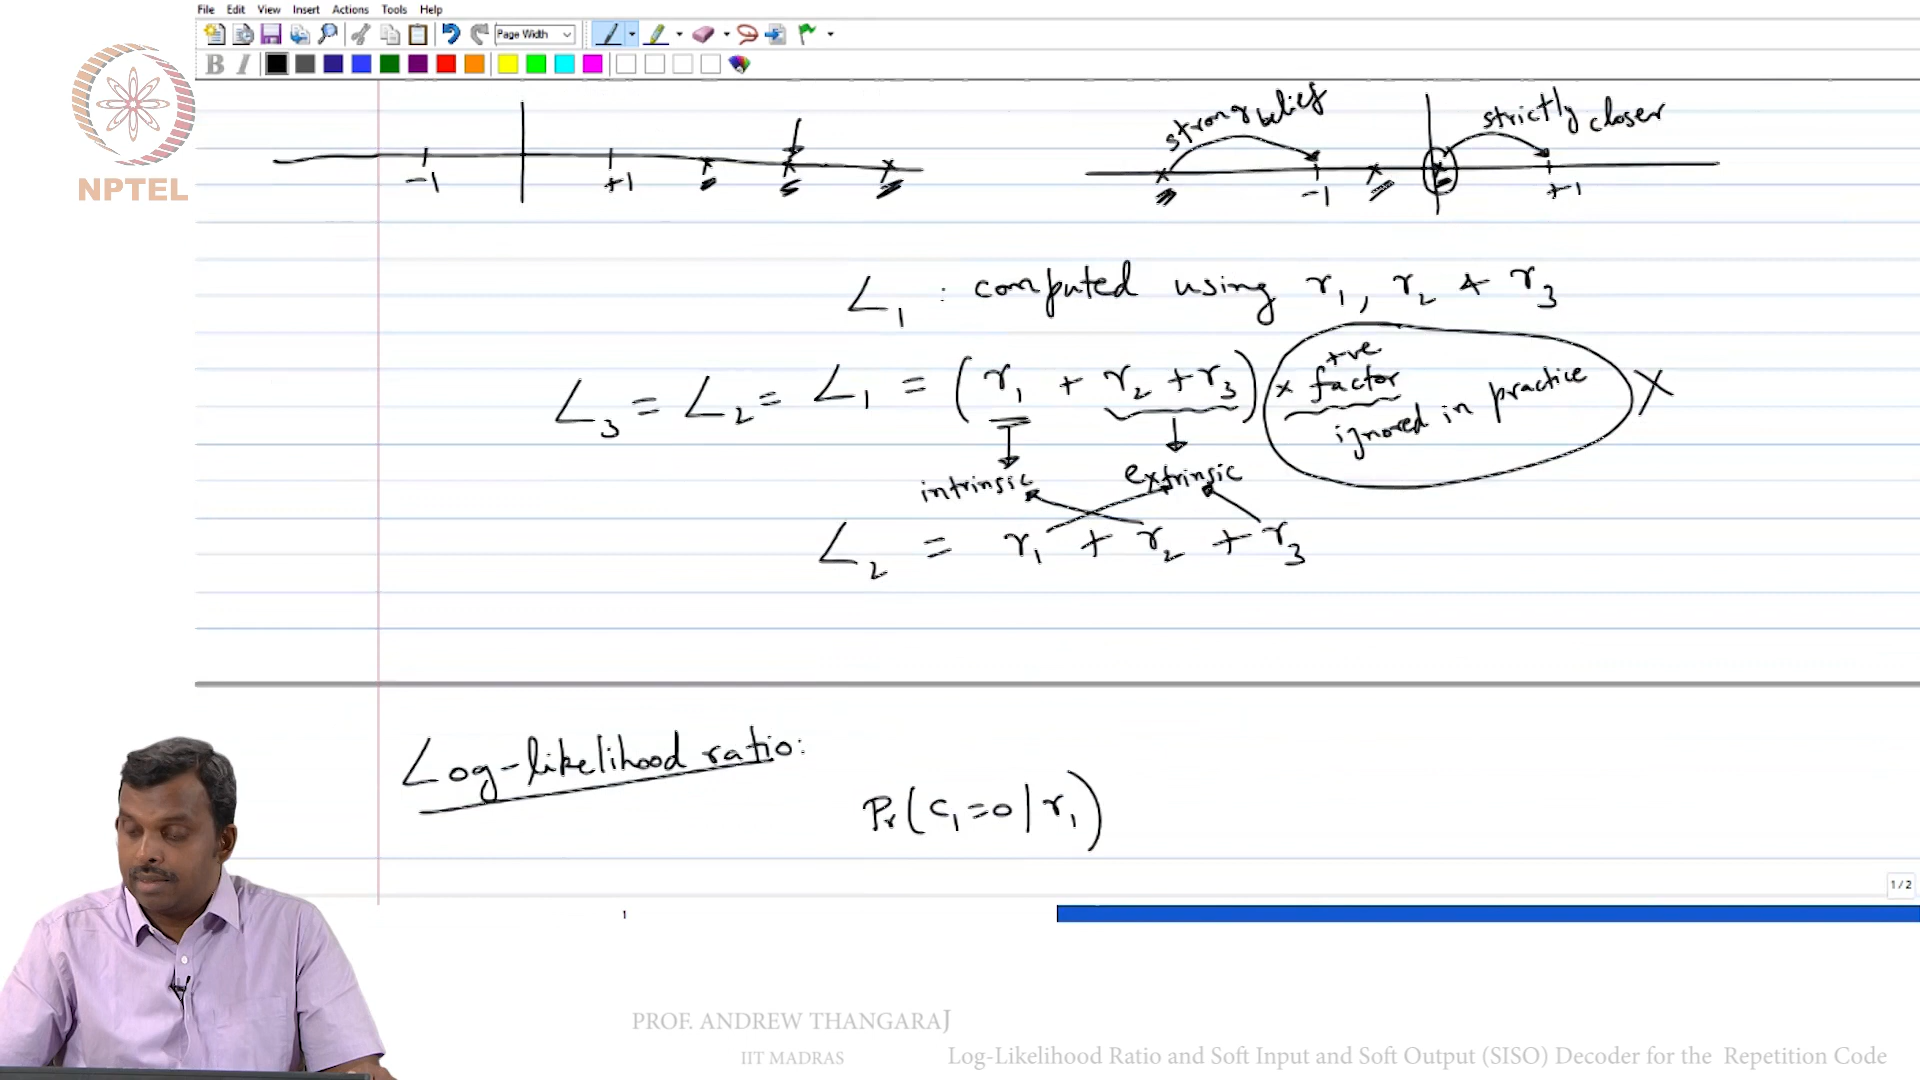 File Edit View Insert Actions Tools Help
Page Width
B I
NPTEL
-1 +1
strong belief
strictly closer
-1 +1
L1 : computed using r1, r2 & r3
L3 = L2 = L1 = (r1 + r2 + r3) × +ve factor X
ignored in practice
intrinsic extrinsic
L2 = r1 + r2 + r3
Log-likelihood ratio:
Pr(c1=0|r1)
1 / 2
1
PROF. ANDREW THANGARAJ
IIT MADRAS
Log-Likelihood Ratio and Soft Input and Soft Output (SISO) Decoder for the Repetition Code